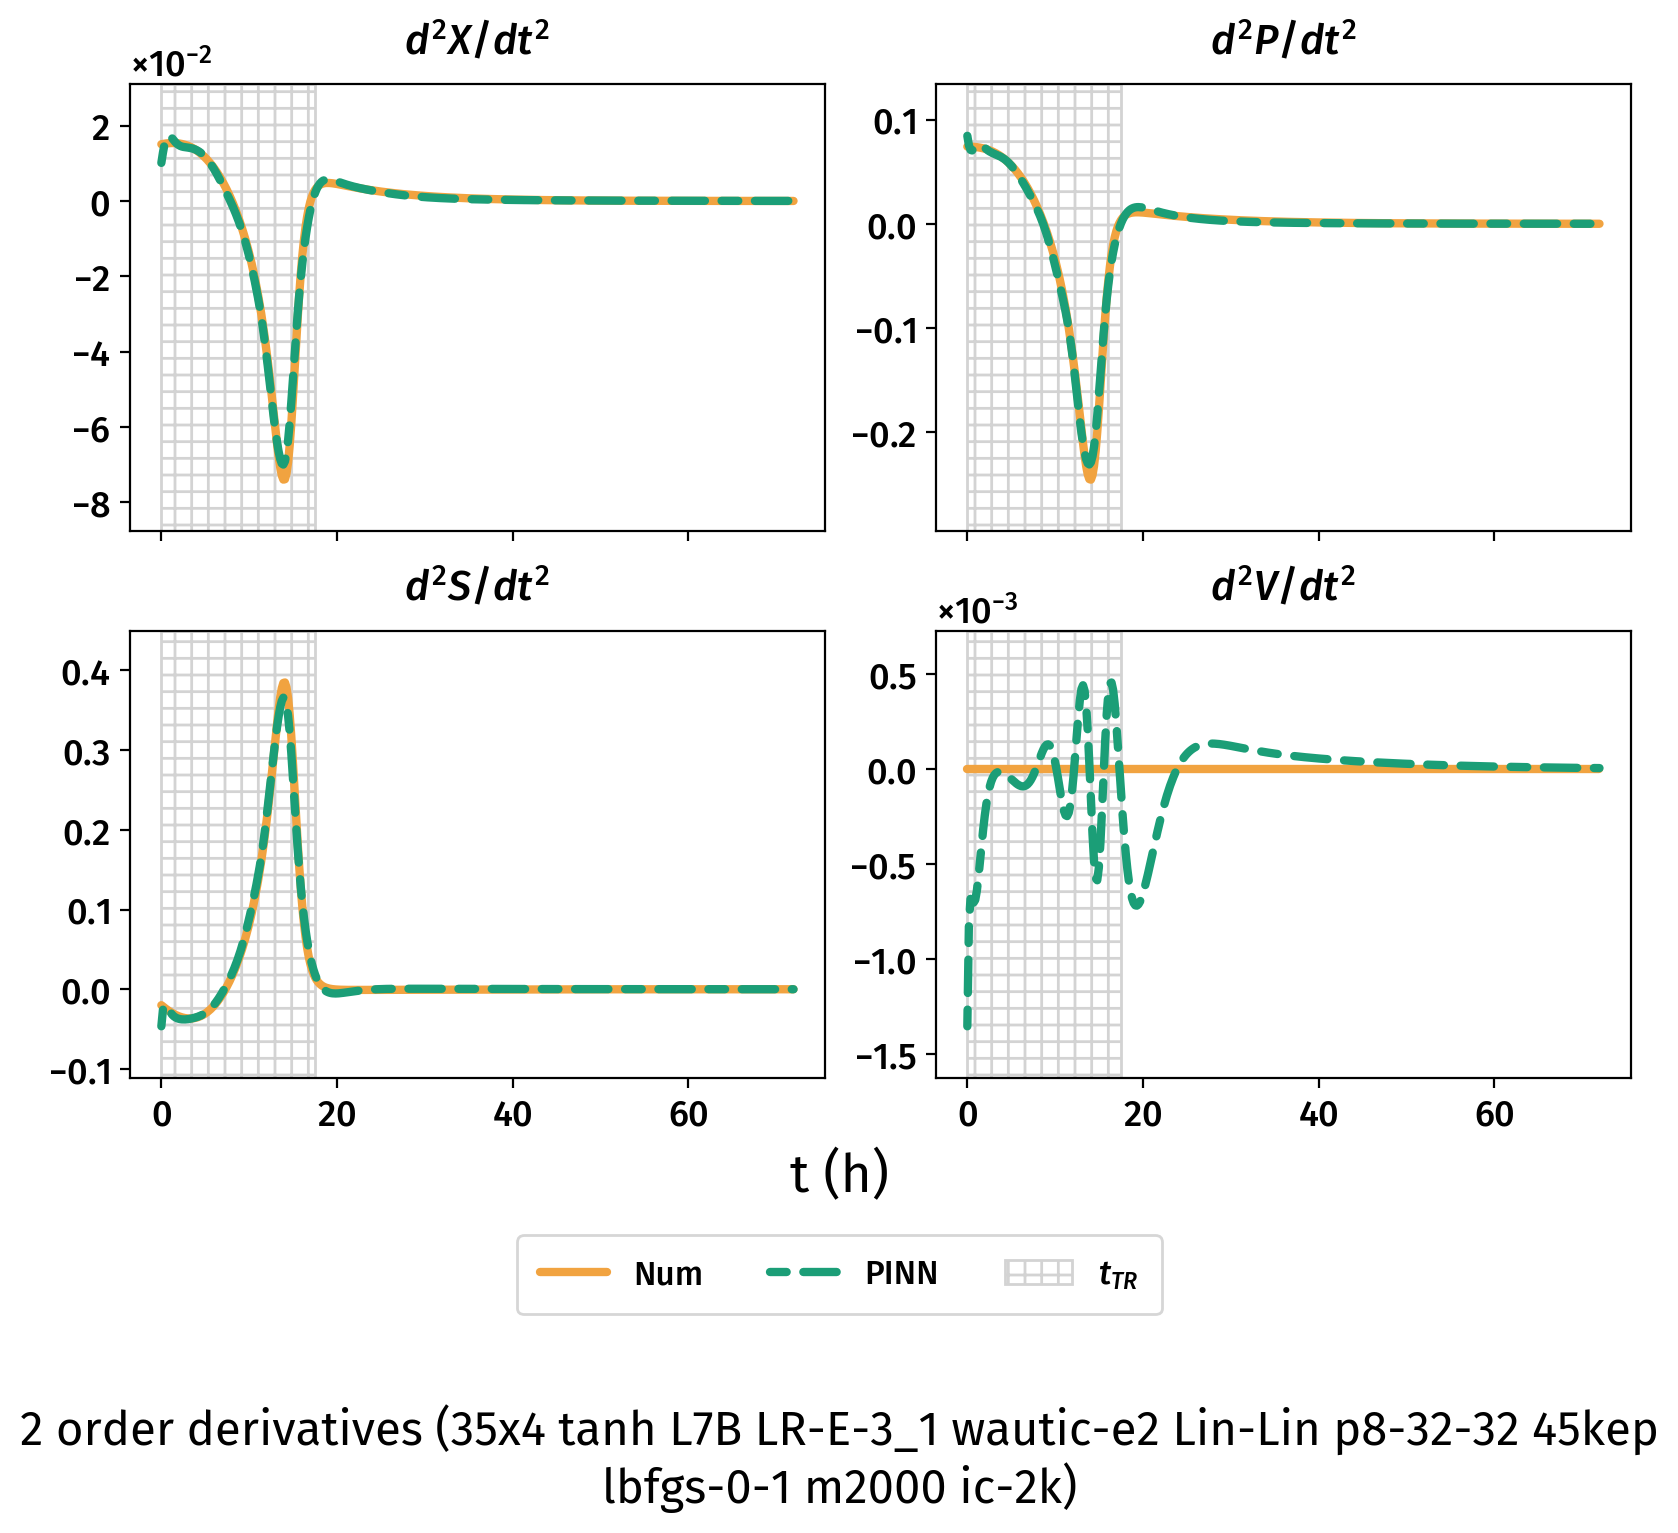 d²X/dt²
×10⁻²
2
0
−2
−4
−6
−8
d²P/dt²
0.1
0.0
−0.1
−0.2
d²S/dt²
0.4
0.3
0.2
0.1
0.0
−0.1
0 20 40 60
d²V/dt²
×10⁻³
0.5
0.0
−0.5
−1.0
−1.5
0 20 40 60
t (h)
Num PINN t_TR
2 order derivatives (35x4 tanh L7B LR-E-3_1 wautic-e2 Lin-Lin p8-32-32 45kep
lbfgs-0-1 m2000 ic-2k)